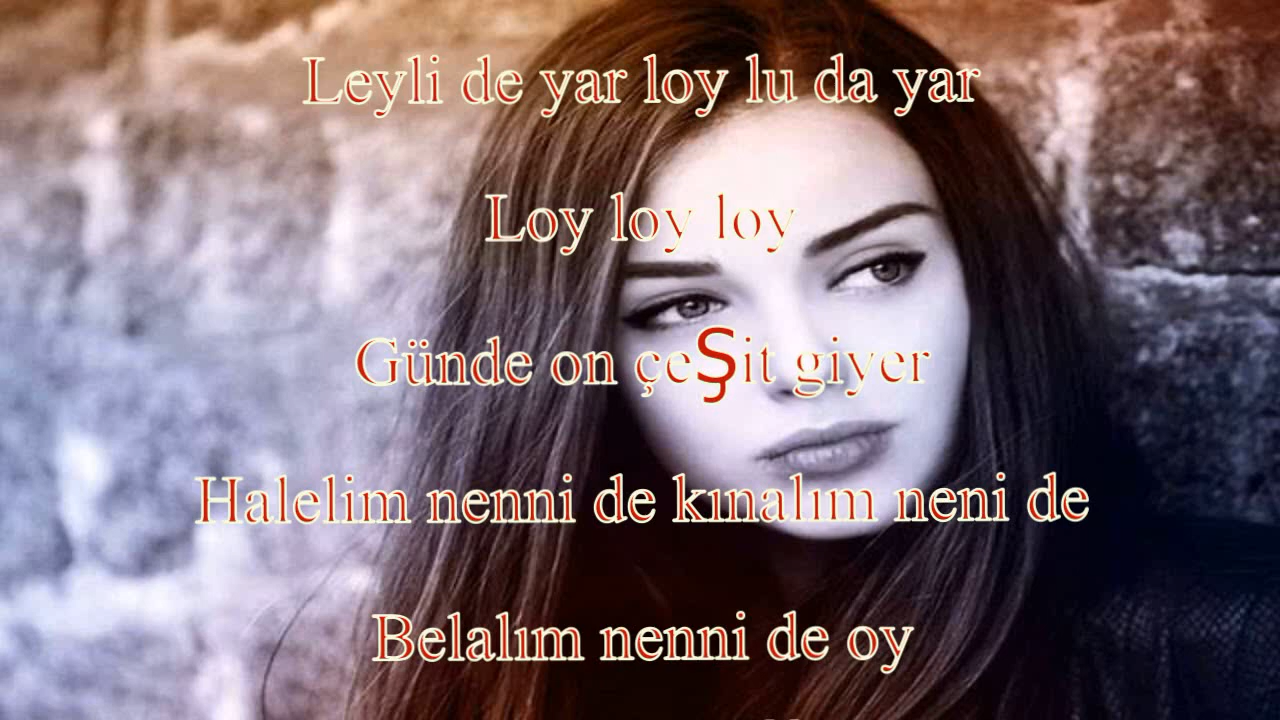 Leyli de yar loy lu da yar
Loy loy loy
Günde on çeŞit giyer
Halelim nenni de kınalım neni de
Belalım nenni de oy